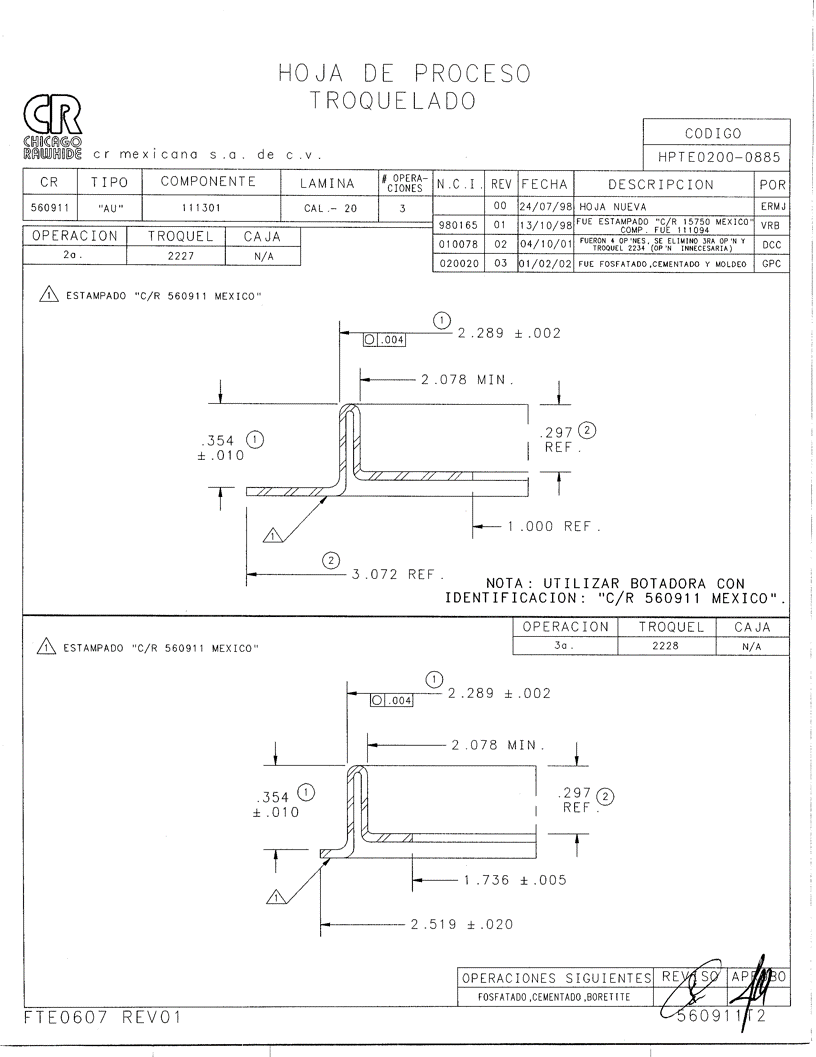 HOJA DE PROCESO
TROQUELADO
CR
CHICAGO
RAWHIDE
cr mexicana s.a. de c.v.
CODIGO
HPTE0200-0885
CR TIPO COMPONENTE LAMINA # OPERA-CIONES N.C.I. REV FECHA DESCRIPCION POR
560911 "AU" 111301 CAL.- 20 3 00 24/07/98 HOJA NUEVA ERMJ
980165 01 13/10/98 FUE ESTAMPADO "C/R 15750 MEXICO" COMP. FUE 111094 VRB
OPERACION TROQUEL CAJA
010078 02 04/10/01 FUERON 4 OP'NES, SE ELIMINO 3RA OP'N Y TROQUEL 2234 (OP'N INNECESARIA) DCC
2a. 2227 N/A
020020 03 01/02/02 FUE FOSFATADO,CEMENTADO Y MOLDEO GPC
1 ESTAMPADO "C/R 560911 MEXICO"
1
2.289 ±.002
.004
2.078 MIN.
.354 1
±.010
.297 2
REF.
1.000 REF.
1
2
3.072 REF.
NOTA: UTILIZAR BOTADORA CON
IDENTIFICACION: "C/R 560911 MEXICO".
OPERACION TROQUEL CAJA
3a. 2228 N/A
1 ESTAMPADO "C/R 560911 MEXICO"
1
2.289 ±.002
.004
2.078 MIN.
.354 1
±.010
.297 2
REF.
1.736 ±.005
1
2.519 ±.020
OPERACIONES SIGUIENTES REVISO APROBO
FOSFATADO,CEMENTADO,BORETITE
FTE0607 REV01
560911T2